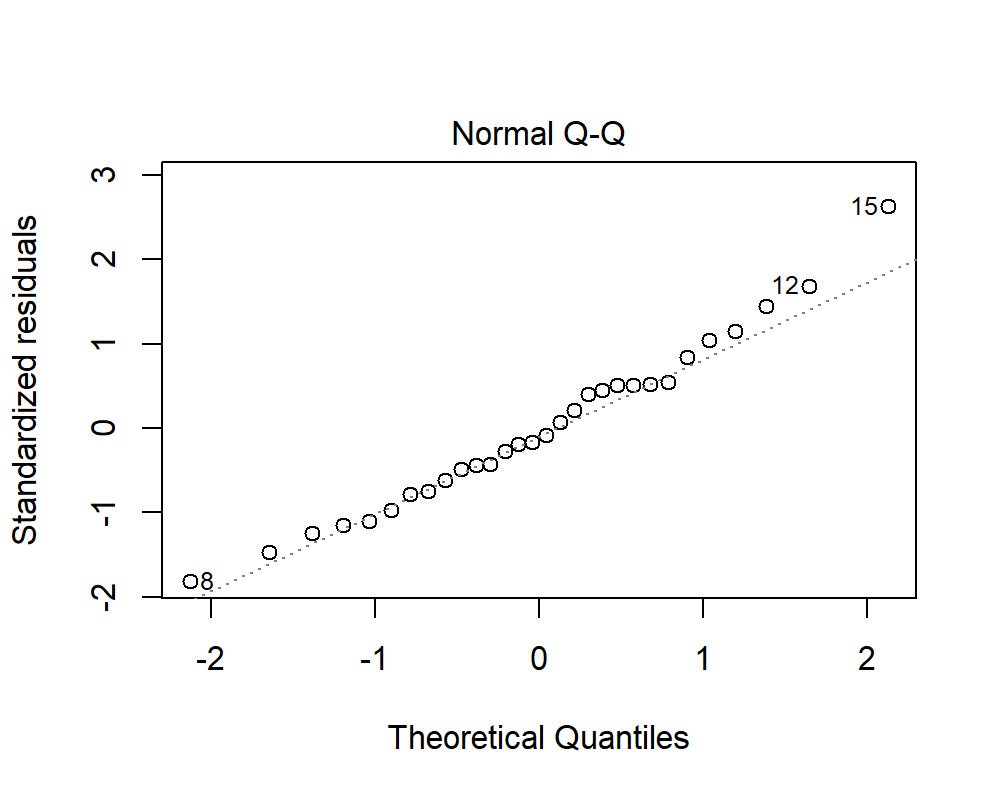 Normal Q-Q
3
2
1
0
-1
-2
Standardized residuals
15
12
8
-2 -1 0 1 2
Theoretical Quantiles